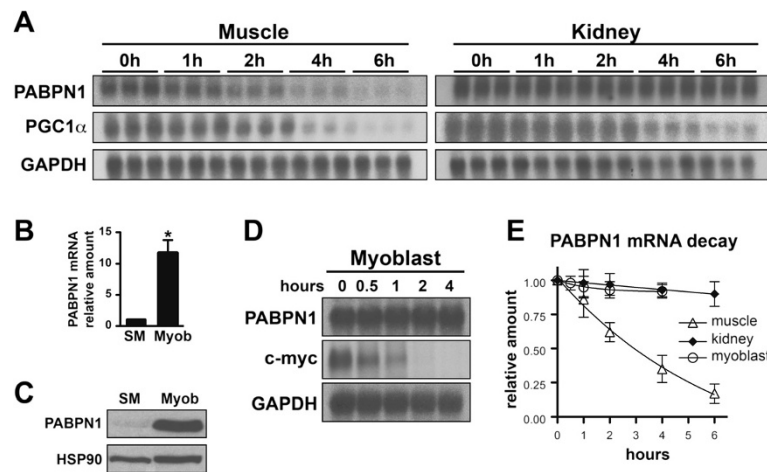 A
Muscle
Kidney
0h 1h 2h 4h 6h
0h 1h 2h 4h 6h
PABPN1
PGC1α
GAPDH
B
PABPN1 mRNA
relative amount
15
10
5
0
*
SM Myob
C
SM Myob
PABPN1
HSP90
D
Myoblast
hours 0 0.5 1 2 4
PABPN1
c-myc
GAPDH
E
PABPN1 mRNA decay
relative amount
1.00
0.75
0.50
0.25
0.00
muscle
kidney
myoblast
0 1 2 3 4 5 6
hours